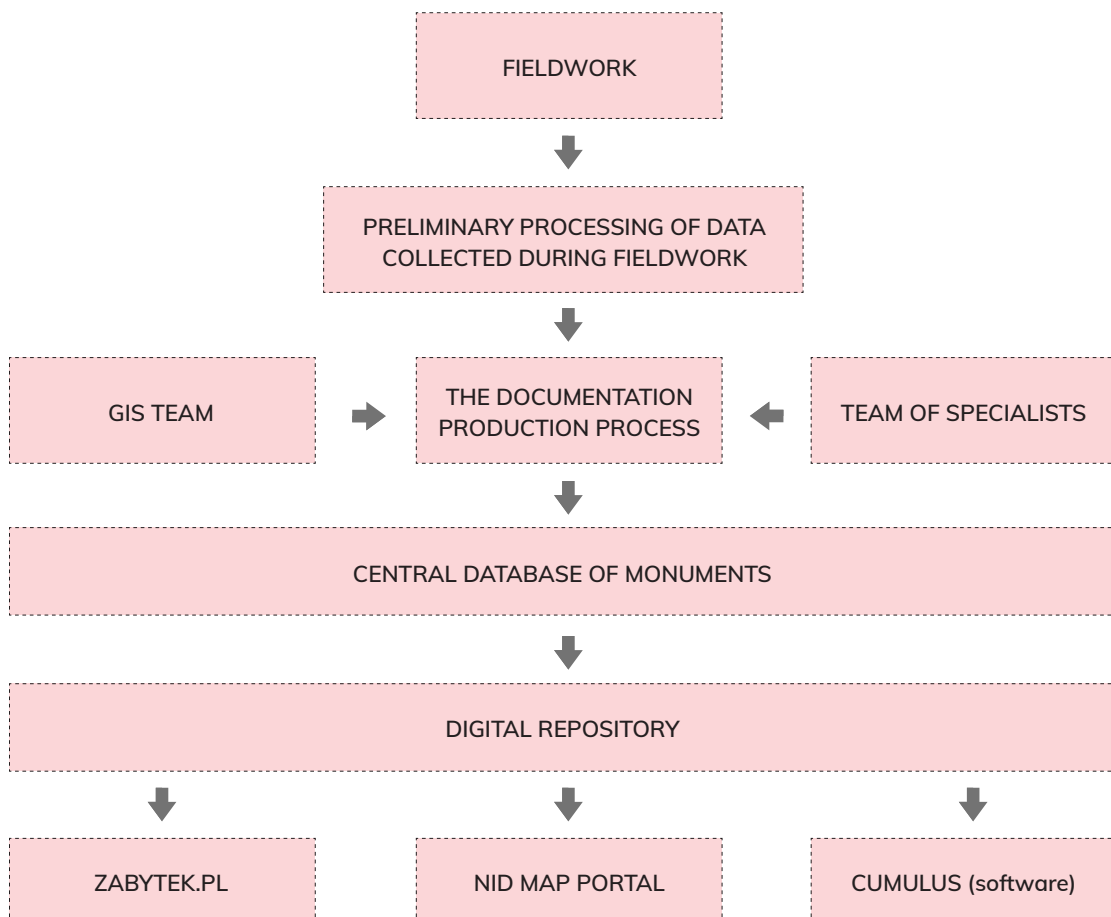 FIELDWORK
PRELIMINARY PROCESSING OF DATA
COLLECTED DURING FIELDWORK
GIS TEAM
THE DOCUMENTATION
PRODUCTION PROCESS
TEAM OF SPECIALISTS
CENTRAL DATABASE OF MONUMENTS
DIGITAL REPOSITORY
ZABYTEK.PL
NID MAP PORTAL
CUMULUS (software)